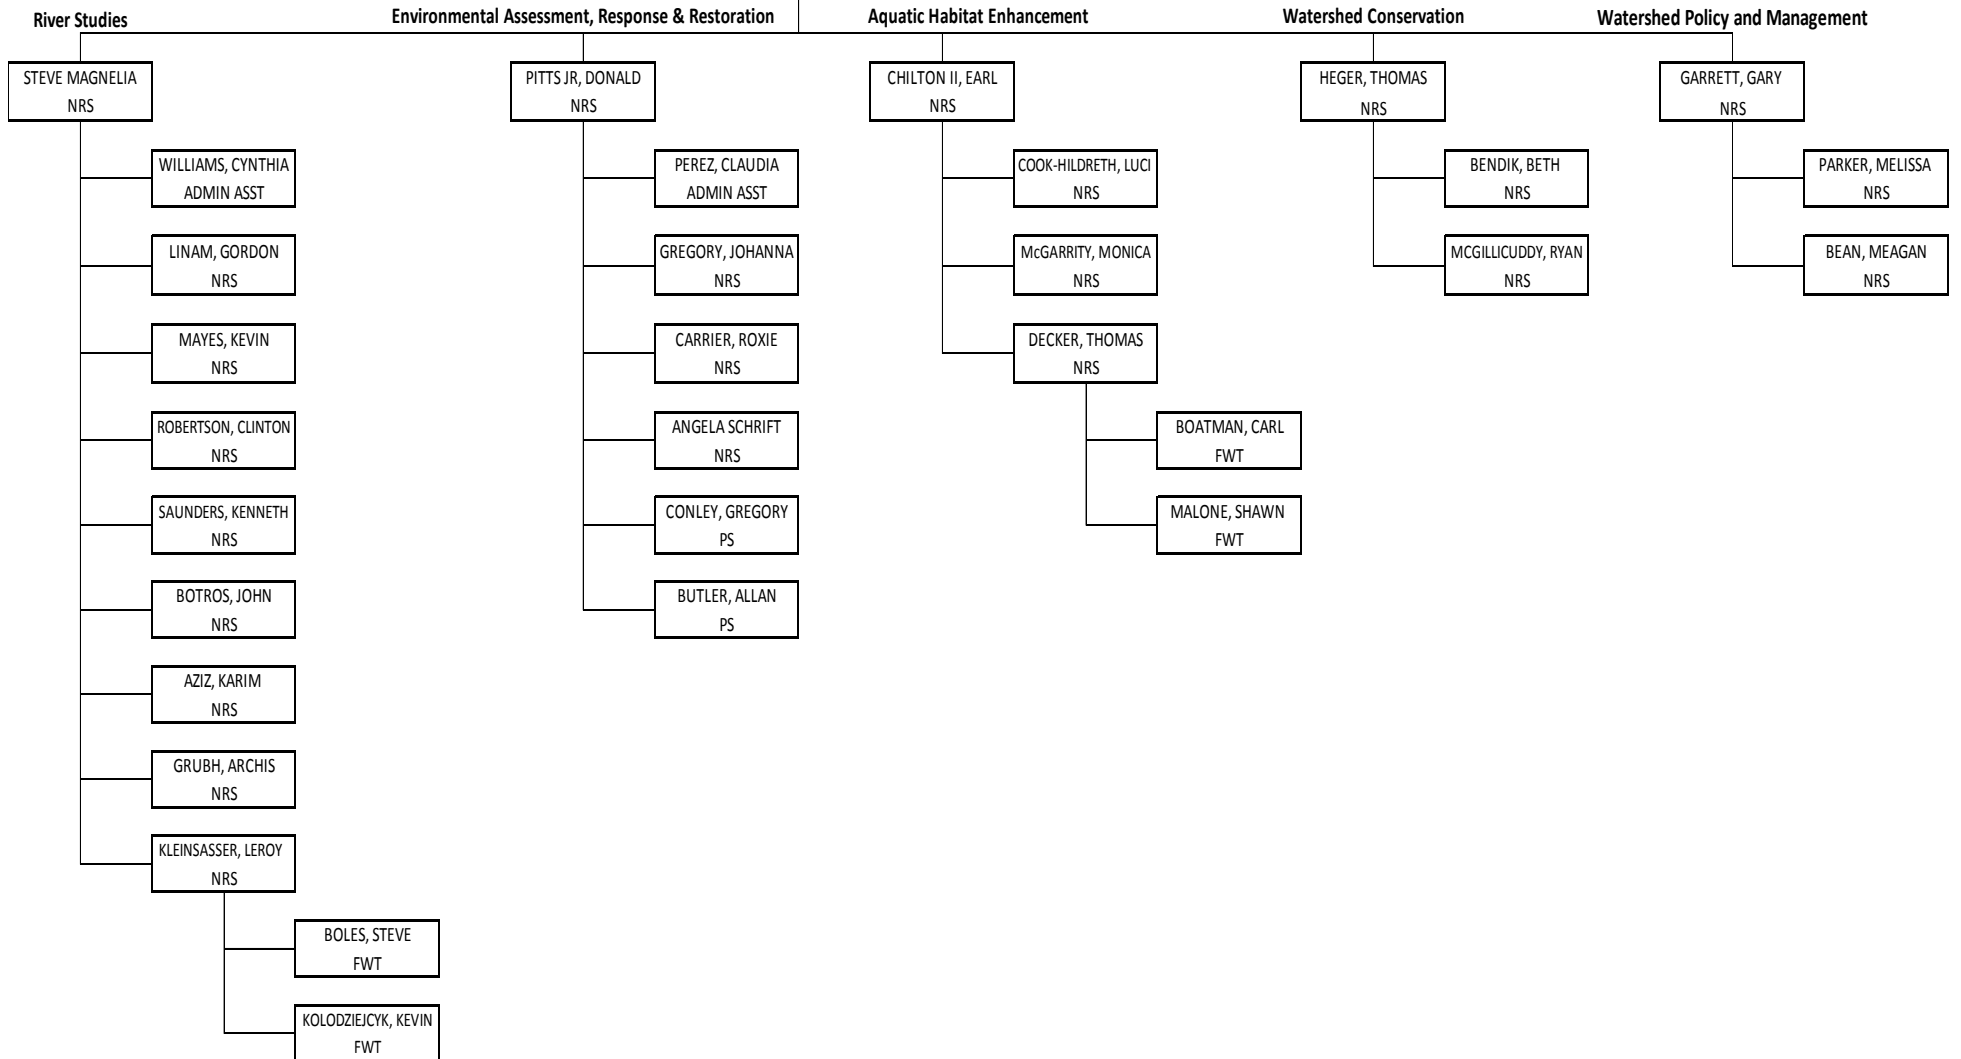 River Studies
Environmental Assessment, Response & Restoration
Aquatic Habitat Enhancement
Watershed Conservation
Watershed Policy and Management
STEVE MAGNELIA
NRS
WILLIAMS, CYNTHIA
ADMIN ASST
LINAM, GORDON
NRS
MAYES, KEVIN
NRS
ROBERTSON, CLINTON
NRS
SAUNDERS, KENNETH
NRS
BOTROS, JOHN
NRS
AZIZ, KARIM
NRS
GRUBH, ARCHIS
NRS
KLEINSASSER, LEROY
NRS
BOLES, STEVE
FWT
KOLODZIEJCYK, KEVIN
FWT
PITTS JR, DONALD
NRS
PEREZ, CLAUDIA
ADMIN ASST
GREGORY, JOHANNA
NRS
CARRIER, ROXIE
NRS
ANGELA SCHRIFT
NRS
CONLEY, GREGORY
PS
BUTLER, ALLAN
PS
CHILTON II, EARL
NRS
COOK-HILDRETH, LUCI
NRS
McGARRITY, MONICA
NRS
DECKER, THOMAS
NRS
BOATMAN, CARL
FWT
MALONE, SHAWN
FWT
HEGER, THOMAS
NRS
BENDIK, BETH
NRS
MCGILLICUDDY, RYAN
NRS
GARRETT, GARY
NRS
PARKER, MELISSA
NRS
BEAN, MEAGAN
NRS